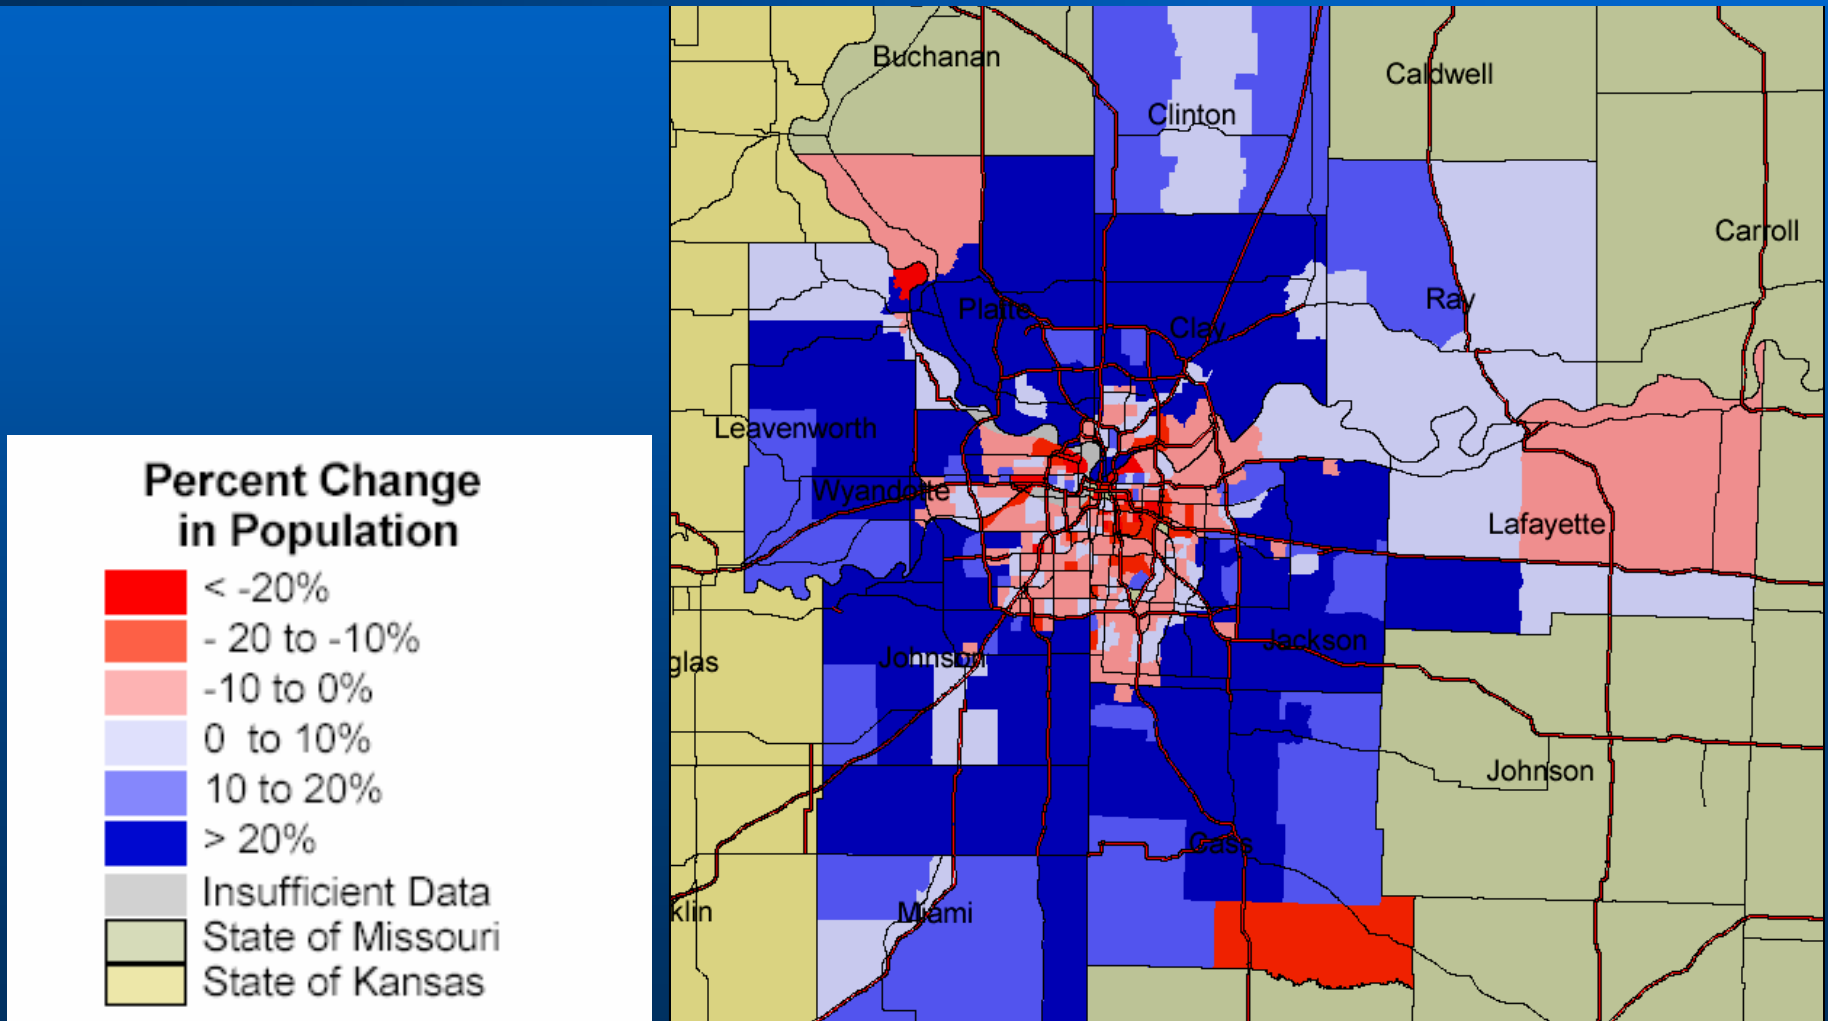 Percent Change
in Population
< -20%
- 20 to -10%
-10 to 0%
0 to 10%
10 to 20%
> 20%
Insufficient Data
State of Missouri
State of Kansas
Buchanan
Caldwell
Clinton
Carroll
Ray
Platte
Clay
Leavenworth
Wyandotte
Lafayette
Jackson
glas
Johnson
Johnson
Cass
klin
Miami